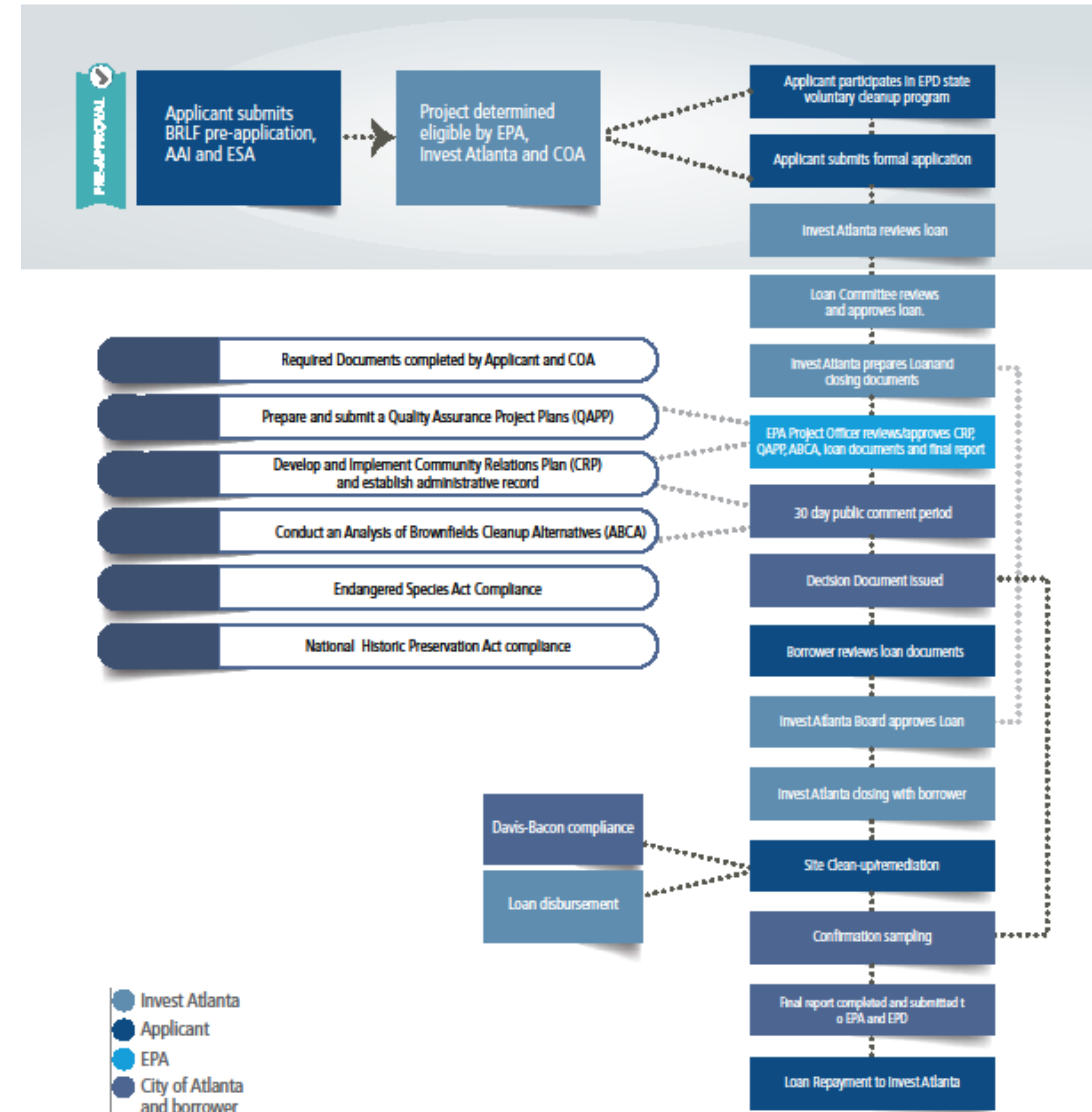 PRE-APPROVAL
Applicant submits
BRLF pre-application,
AAI and ESA
Project determined
eligible by EPA,
Invest Atlanta and COA
Applicant participates in EPD state
voluntary cleanup program
Applicant submits formal application
Invest Atlanta reviews loan
Loan Committee reviews
and approves loan.
Invest Atlanta prepares Loanand
closing documents
EPA Project Officer reviews/approves CRP,
QAPP, ABCA, loan documents and final report
30 day public comment period
Decision Document Issued
Borrower reviews loan documents
Invest Atlanta Board approves Loan
Invest Atlanta closing with borrower
Site Clean-up/remediation
Confirmation sampling
Final report completed and submitted t
o EPA and EPD
Loan Repayment to Invest Atlanta
Required Documents completed by Applicant and COA
Prepare and submit a Quality Assurance Project Plans (QAPP)
Develop and Implement Community Relations Plan (CRP)
and establish administrative record
Conduct an Analysis of Brownfields Cleanup Alternatives (ABCA)
Endangered Species Act Compliance
National Historic Preservation Act compliance
Davis-Bacon compliance
Loan disbursement
Invest Atlanta
Applicant
EPA
City of Atlanta
and borrower